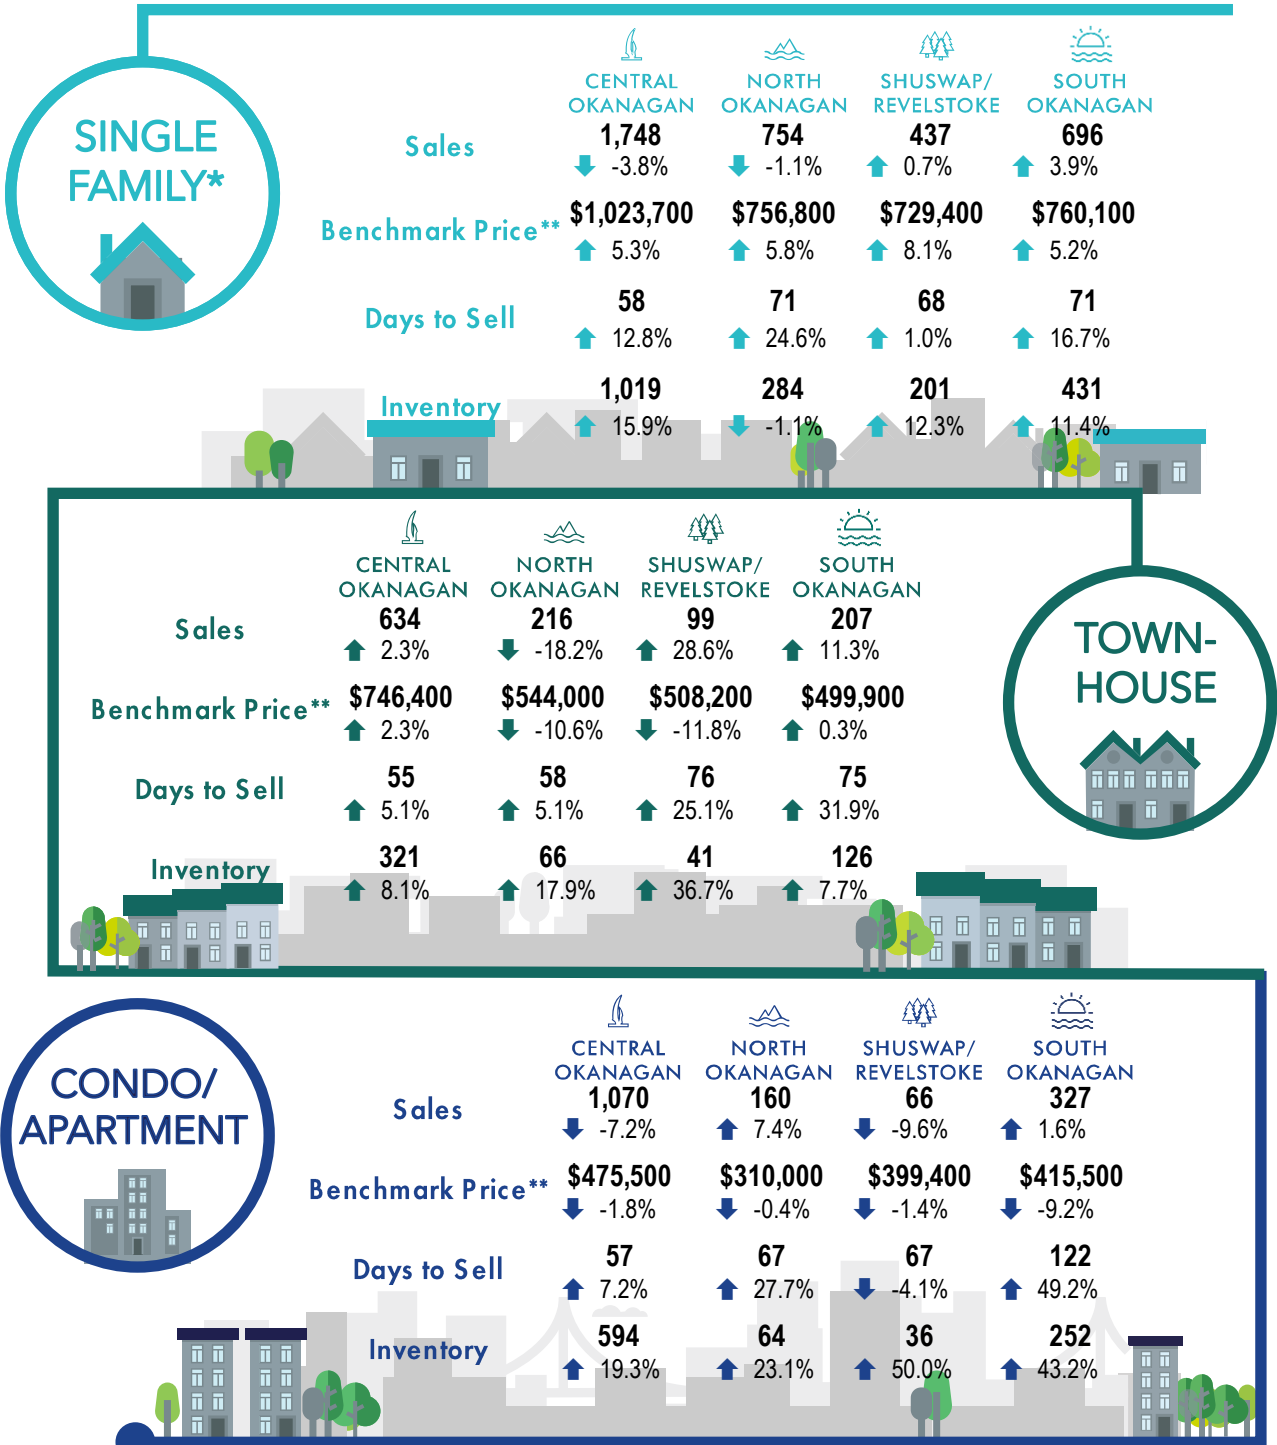 SINGLE
FAMILY*
CENTRAL
OKANAGAN
NORTH
OKANAGAN
SHUSWAP/
REVELSTOKE
SOUTH
OKANAGAN
Sales
1,748 754 437 696
-3.8% -1.1% 0.7% 3.9%
Benchmark Price**
$1,023,700 $756,800 $729,400 $760,100
5.3% 5.8% 8.1% 5.2%
Days to Sell
58 71 68 71
12.8% 24.6% 1.0% 16.7%
Inventory
1,019 284 201 431
15.9% -1.1% 12.3% 11.4%
TOWN-
HOUSE
CENTRAL
OKANAGAN
NORTH
OKANAGAN
SHUSWAP/
REVELSTOKE
SOUTH
OKANAGAN
Sales
634 216 99 207
2.3% -18.2% 28.6% 11.3%
Benchmark Price**
$746,400 $544,000 $508,200 $499,900
2.3% -10.6% -11.8% 0.3%
Days to Sell
55 58 76 75
5.1% 5.1% 25.1% 31.9%
Inventory
321 66 41 126
8.1% 17.9% 36.7% 7.7%
CONDO/
APARTMENT
CENTRAL
OKANAGAN
NORTH
OKANAGAN
SHUSWAP/
REVELSTOKE
SOUTH
OKANAGAN
Sales
1,070 160 66 327
-7.2% 7.4% -9.6% 1.6%
Benchmark Price**
$475,500 $310,000 $399,400 $415,500
-1.8% -0.4% -1.4% -9.2%
Days to Sell
57 67 67 122
7.2% 27.7% -4.1% 49.2%
Inventory
594 64 36 252
19.3% 23.1% 50.0% 43.2%